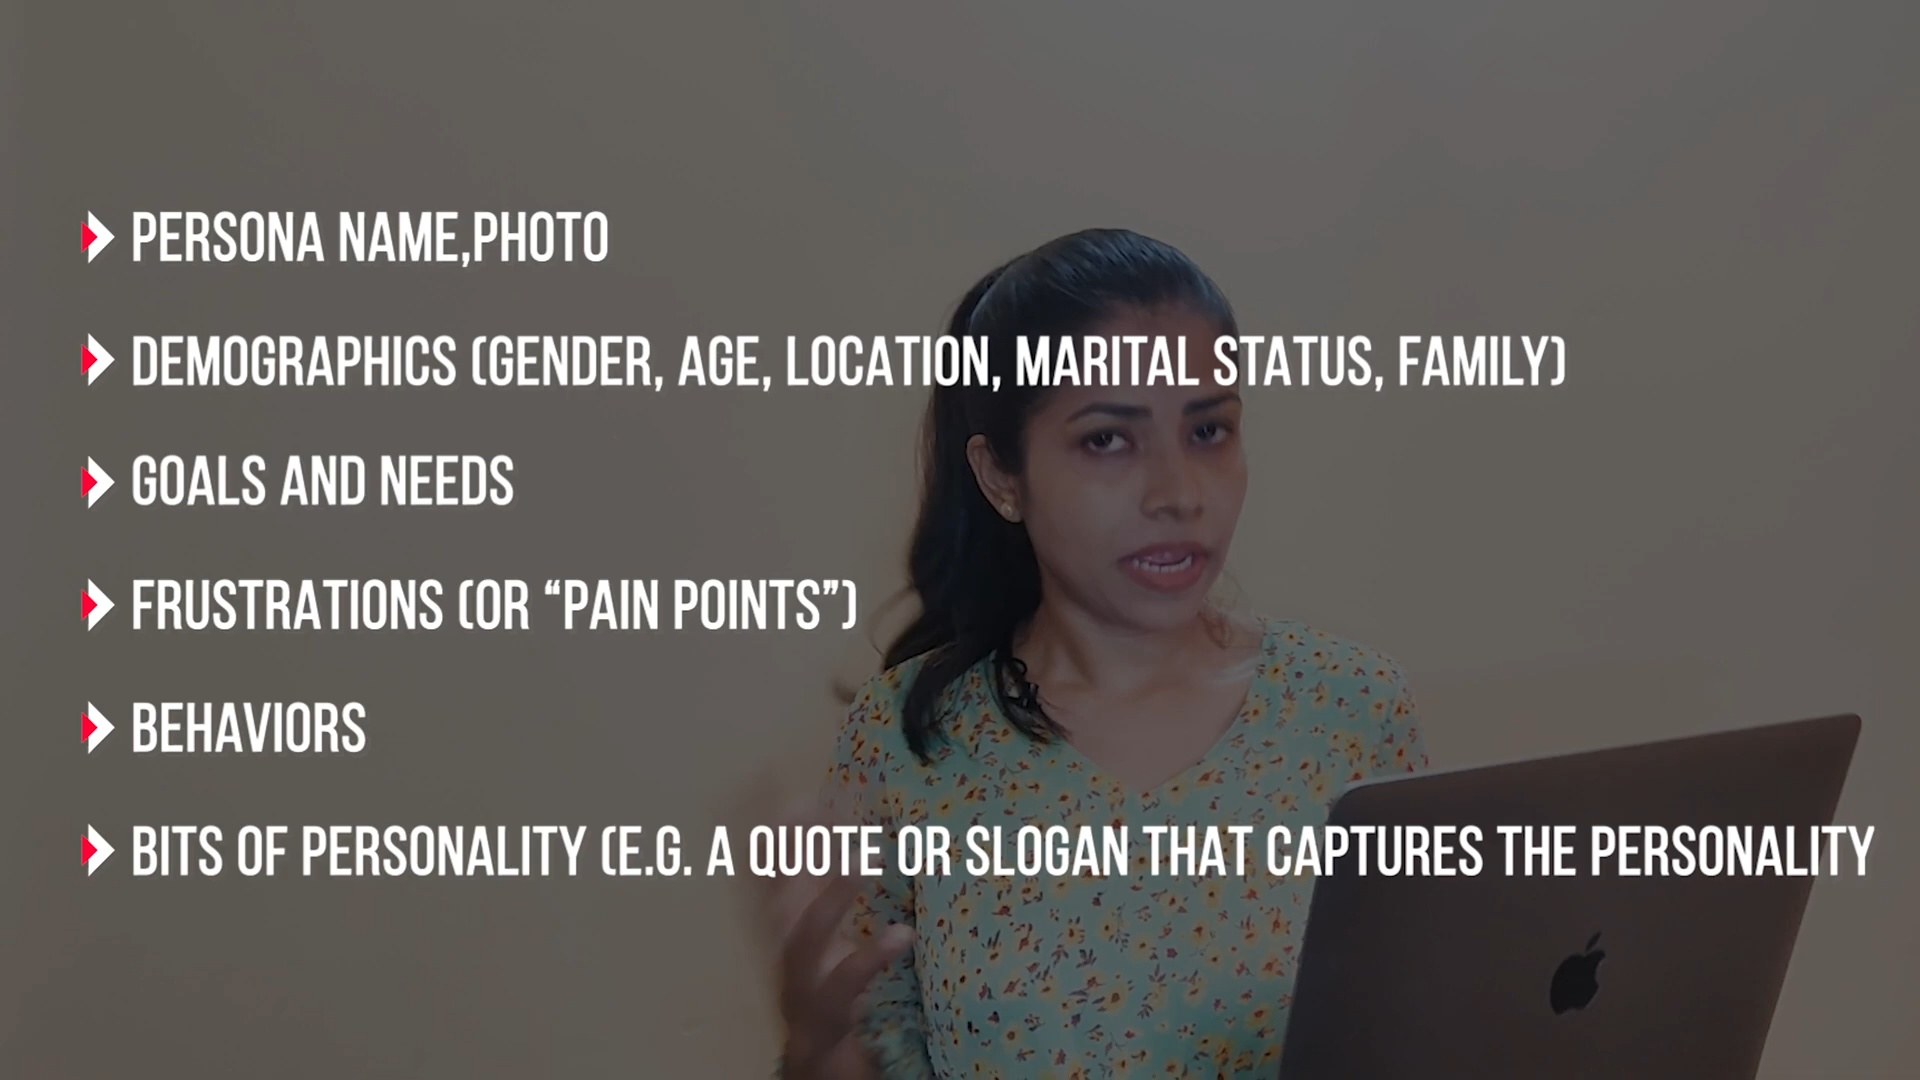 PERSONA NAME,PHOTO
DEMOGRAPHICS (GENDER, AGE, LOCATION, MARITAL STATUS, FAMILY)
GOALS AND NEEDS
FRUSTRATIONS (OR “PAIN POINTS”)
BEHAVIORS
BITS OF PERSONALITY (E.G. A QUOTE OR SLOGAN THAT CAPTURES THE PERSONALITY